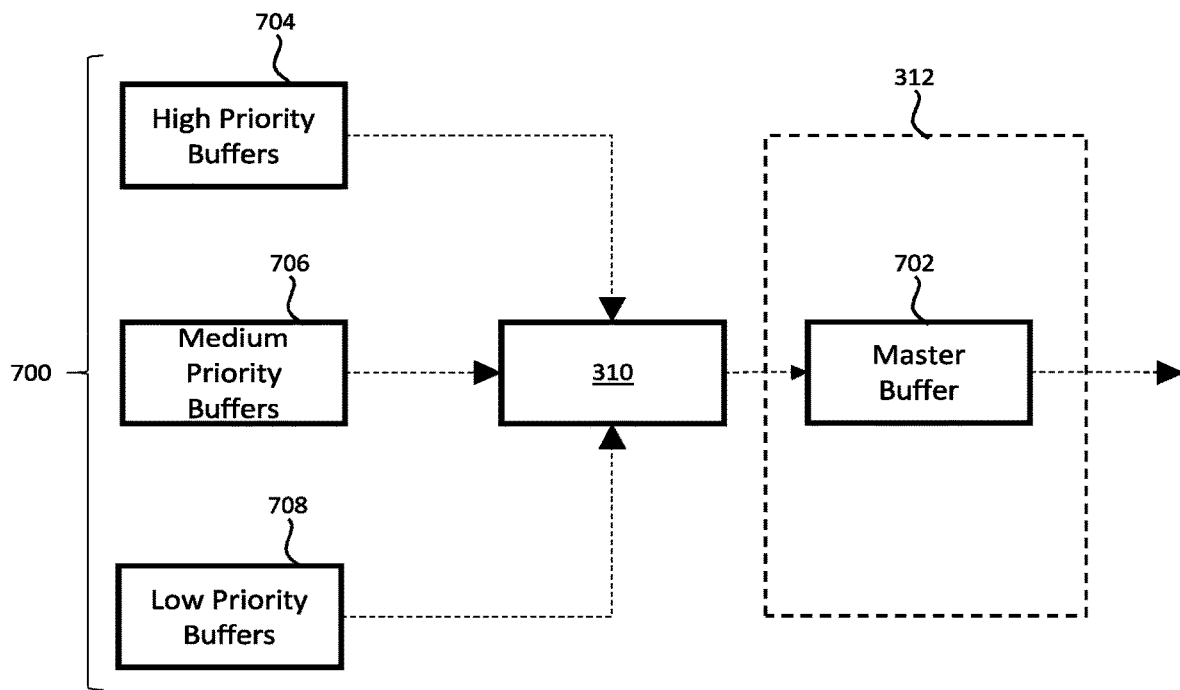 704
High Priority
Buffers
312
706
Medium
Priority
Buffers
702
Master
Buffer
700
310
708
Low Priority
Buffers